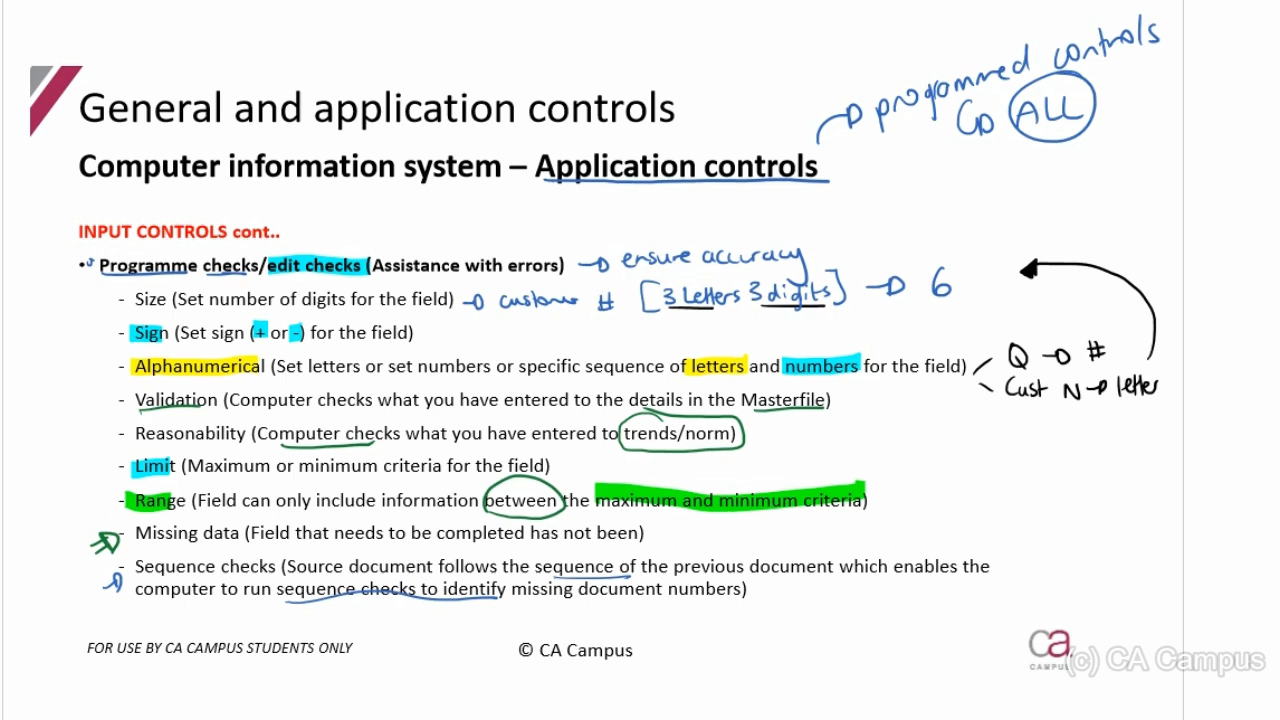 programmed controls
ALL
General and application controls
Computer information system – Application controls
INPUT CONTROLS cont..
• Programme checks/edit checks (Assistance with errors) ensure accuracy
- Size (Set number of digits for the field) customer # [3 Letters 3 digits] 6
- Sign (Set sign (+ or -) for the field)
- Alphanumerical (Set letters or set numbers or specific sequence of letters and numbers for the field)
Q → #
Cust N → letter
- Validation (Computer checks what you have entered to the details in the Masterfile)
- Reasonability (Computer checks what you have entered to trends/norm)
- Limit (Maximum or minimum criteria for the field)
- Range (Field can only include information between the maximum and minimum criteria)
- Missing data (Field that needs to be completed has not been)
- Sequence checks (Source document follows the sequence of the previous document which enables the
computer to run sequence checks to identify missing document numbers)
FOR USE BY CA CAMPUS STUDENTS ONLY
© CA Campus
ca.
CAMPUS
(c) CA Campus